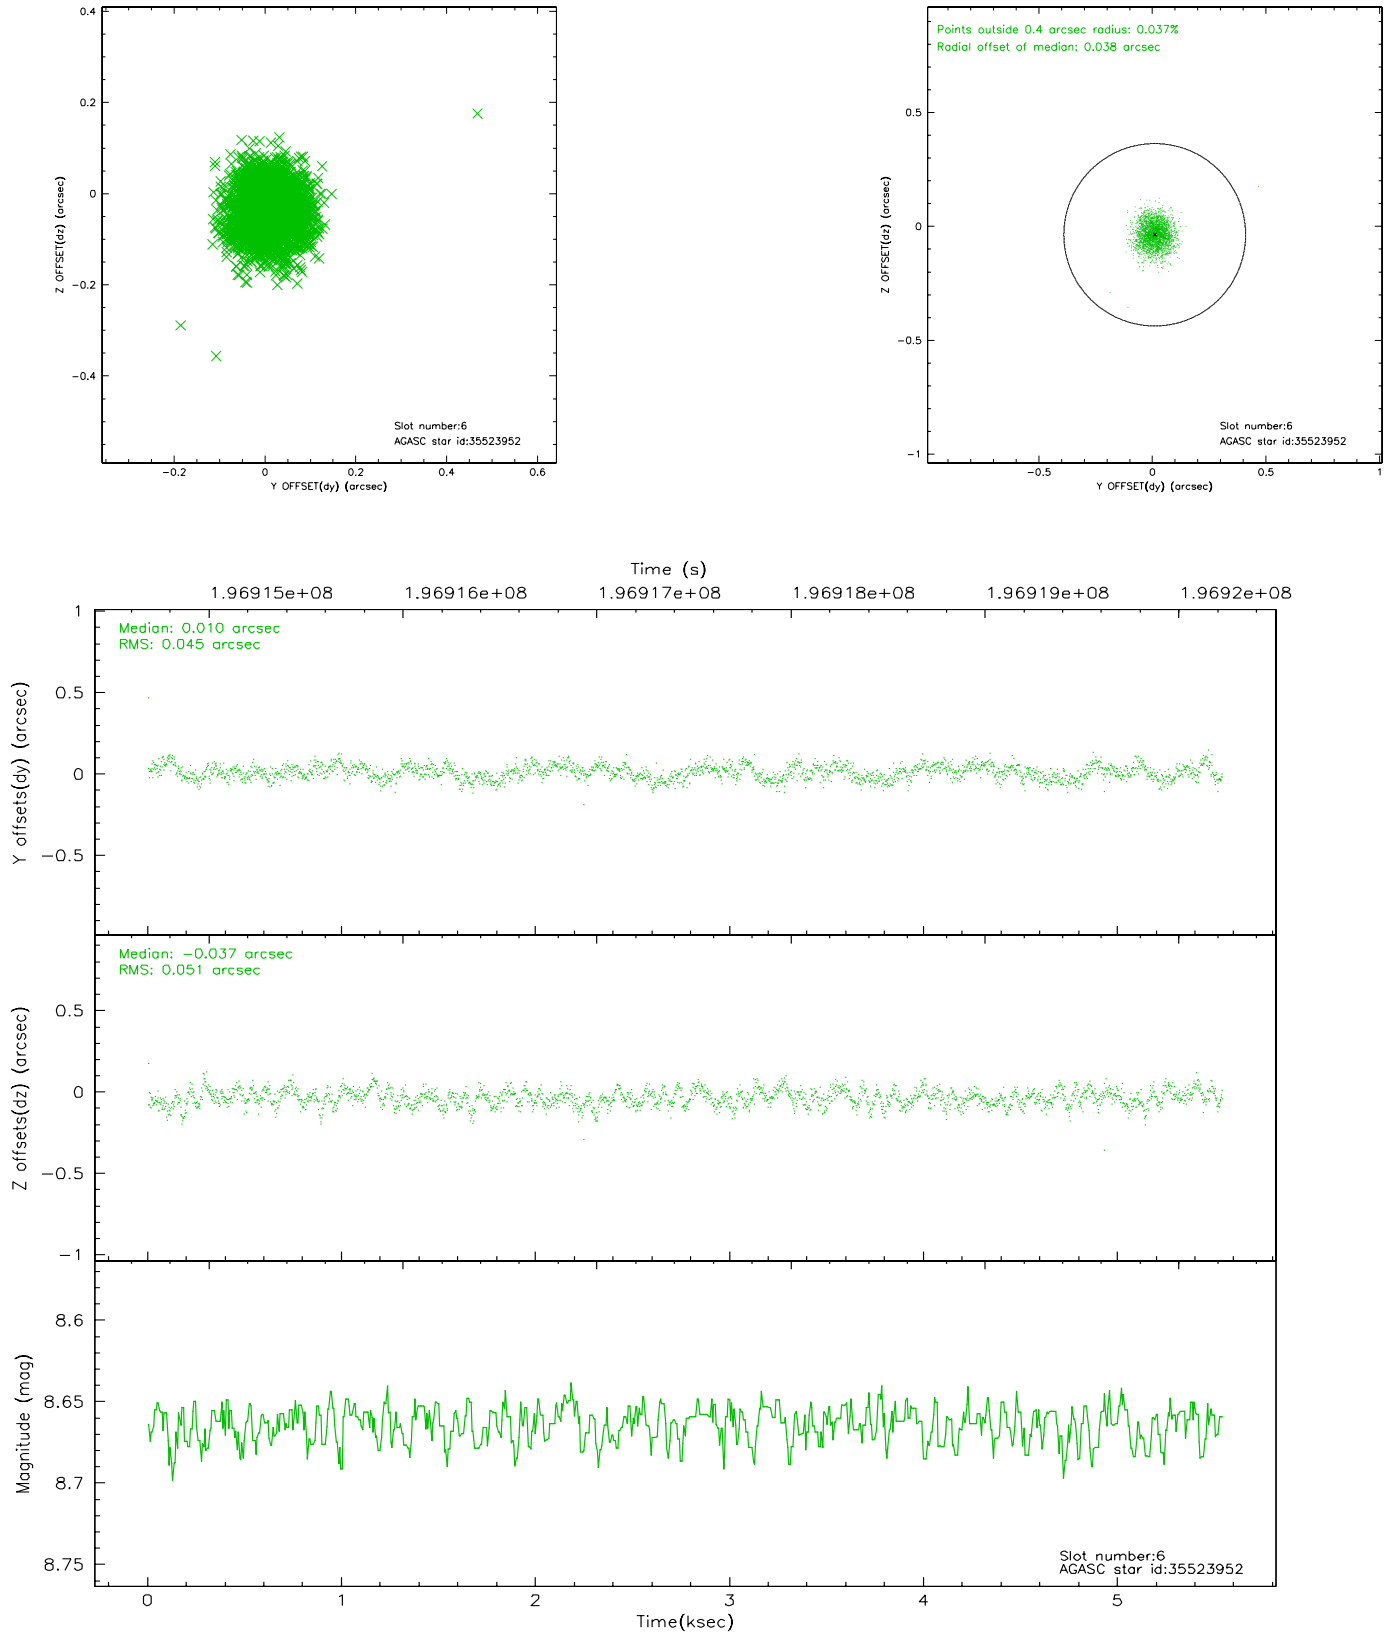 0.4
0.2
0
−0.2
−0.4
Z OFFSET(dz) (arcsec)
Slot number:6
AGASC star id:35523952
−0.2 0 0.2 0.4 0.6
Y OFFSET(dy) (arcsec)
Points outside 0.4 arcsec radius: 0.037%
Radial offset of median: 0.038 arcsec
0.5
0
−0.5
−1
Z OFFSET(dz) (arcsec)
Slot number:6
AGASC star id:35523952
−0.5 0 0.5 1
Y OFFSET(dy) (arcsec)
Time (s)
1.96915e+08 1.96916e+08 1.96917e+08 1.96918e+08 1.96919e+08 1.9692e+08
Median: 0.010 arcsec
RMS: 0.045 arcsec
1
0.5
0
−0.5
Y offsets(dy) (arcsec)
Median: −0.037 arcsec
RMS: 0.051 arcsec
0.5
0
−0.5
−1
Z offsets(dz) (arcsec)
8.6
8.65
8.7
8.75
Magnitude (mag)
Slot number:6
AGASC star id:35523952
0 1 2 3 4 5
Time(ksec)